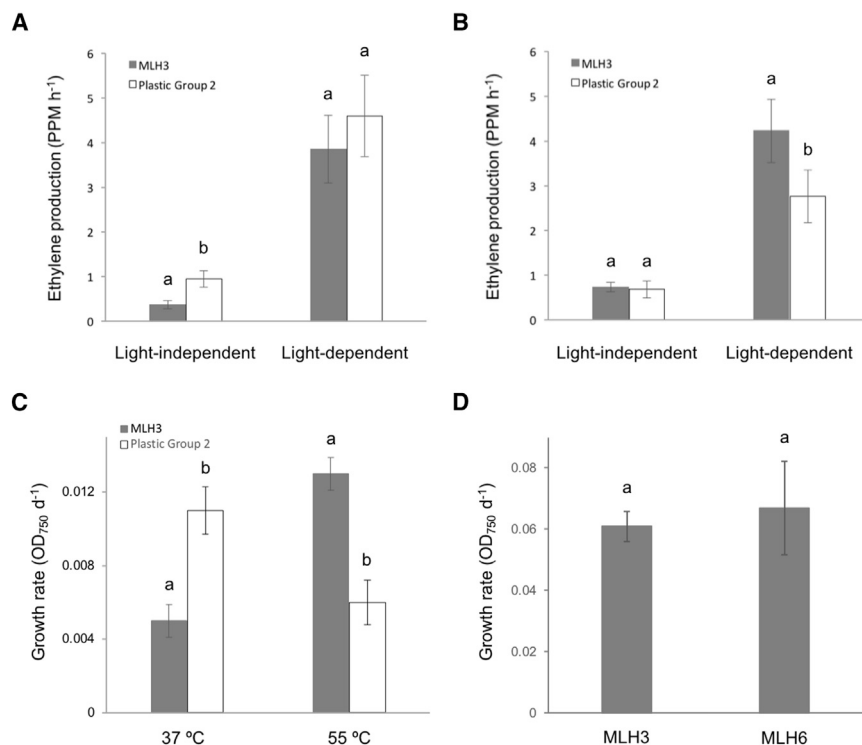 A
Ethylene production (PPM h-1)
6
5
4
3
2
1
0
MLH3
Plastic Group 2
a
b
a
a
Light-independent
Light-dependent
B
Ethylene production (PPM h-1)
6
5
4
3
2
1
0
MLH3
Plastic Group 2
a
a
a
b
Light-independent
Light-dependent
C
Growth rate (OD750 d-1)
0.012
0.008
0.004
0
MLH3
Plastic Group 2
a
b
a
b
37 ºC
55 ºC
D
Growth rate (OD750 d-1)
0.08
0.06
0.04
0.02
0
a
a
MLH3
MLH6